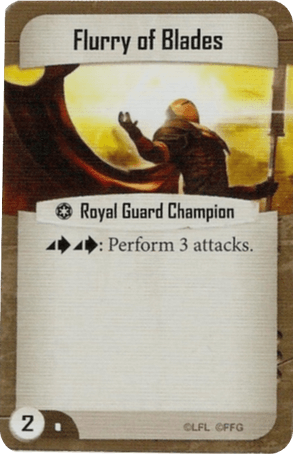 Flurry of Blades
Royal Guard Champion
: Perform 3 attacks.
2
©LFL ©FFG